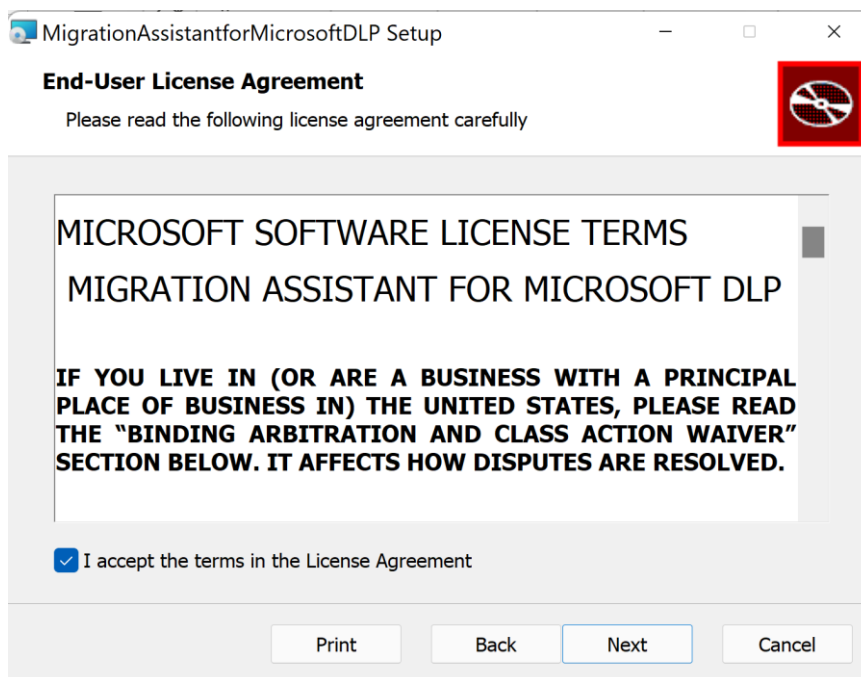 MigrationAssistantforMicrosoftDLP Setup
End-User License Agreement
Please read the following license agreement carefully
MICROSOFT SOFTWARE LICENSE TERMS
MIGRATION ASSISTANT FOR MICROSOFT DLP
IF YOU LIVE IN (OR ARE A BUSINESS WITH A PRINCIPAL
PLACE OF BUSINESS IN) THE UNITED STATES, PLEASE READ
THE “BINDING ARBITRATION AND CLASS ACTION WAIVER”
SECTION BELOW. IT AFFECTS HOW DISPUTES ARE RESOLVED.
I accept the terms in the License Agreement
Print Back Next Cancel